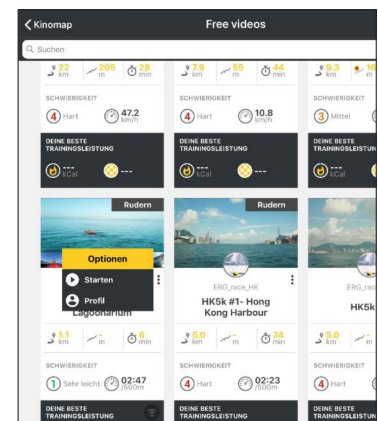 Kinomap
Free videos
Suchen
22 km
205 m
28 min
7.9 km
55 m
44 min
9.3 km
SCHWIERIGKEIT
4 Hart
47.2 km/h
SCHWIERIGKEIT
4 Hart
10.8 km/h
SCHWIERIGKEIT
3 Mittel
DEINE BESTE
TRAININGSLEISTUNG
--- kCal
---
DEINE BESTE
TRAININGSLEISTUNG
--- kCal
---
DEINE BESTE
kCal
Rudern
Optionen
Starten
Profil
Lagoonarium
Rudern
ERG_race_HK
HK5k #1- Hong
Kong Harbour
HK5k
1.1 km
- m
6 min
5.0 km
- m
24 min
5.0 km
- m
SCHWIERIGKEIT
1 Sehr leicht
02:47 /500m
SCHWIERIGKEIT
4 Hart
02:23 /500m
SCHWIERIGKEIT
4 Hart
DEINE BESTE
TRAININGSLEISTUNG
DEINE BESTE
TRAININGSLEISTUNG
DEINE BESTE